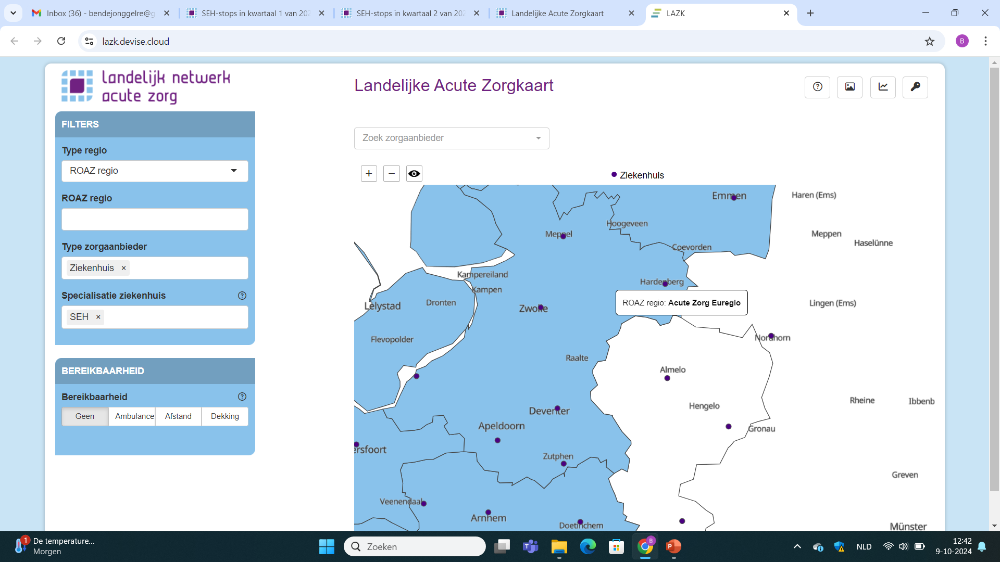 Inbox (36) - bendejonggelre@g
SEH-stops in kwartaal 1 van 202
SEH-stops in kwartaal 2 van 202
Landelijke Acute Zorgkaart
LAZK
lazk.devise.cloud
B
landelijk netwerk
acute zorg
Landelijke Acute Zorgkaart
FILTERS
Type regio
ROAZ regio
ROAZ regio
Type zorgaanbieder
Ziekenhuis ×
Specialisatie ziekenhuis
SEH ×
BEREIKBAARHEID
Bereikbaarheid
Geen
Ambulance
Afstand
Dekking
Zoek zorgaanbieder
+
−
Ziekenhuis
Emmen
Haren (Ems)
Hoogeveen
Meppel
Meppen
Haselünne
Coevorden
Kampereiland
Hardenberg
Kampen
ROAZ regio: Acute Zorg Euregio
Lelystad
Dronten
Zwolle
Lingen (Ems)
Flevopolder
Nordhorn
Raalte
Almelo
Rheine
Ibbenb
Hengelo
Deventer
Apeldoorn
Gronau
ersfoort
Zutphen
Greven
Veenendaal
Arnhem
Doetinchem
Münster
1
De temperature...
Morgen
Zoeken
B
NLD
12:42
9-10-2024